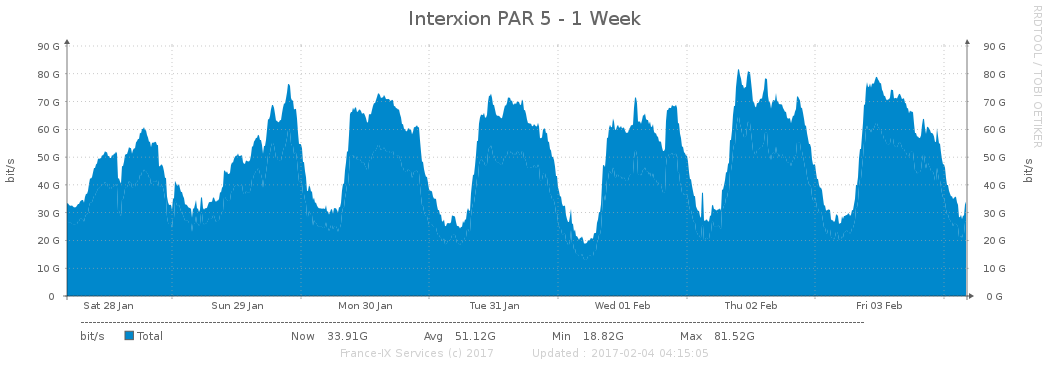 Interxion PAR 5 - 1 Week
RRDTOOL / TOBI OETIKER
90 G 90 G
80 G 80 G
70 G 70 G
60 G 60 G
50 G 50 G
40 G 40 G
30 G 30 G
20 G 20 G
10 G 10 G
0 0 G
bit/s bit/s
Sat 28 Jan Sun 29 Jan Mon 30 Jan Tue 31 Jan Wed 01 Feb Thu 02 Feb Fri 03 Feb
bit/s Total Now 33.91G Avg 51.12G Min 18.82G Max 81.52G
France-IX Services (c) 2017 Updated : 2017-02-04 04:15:05